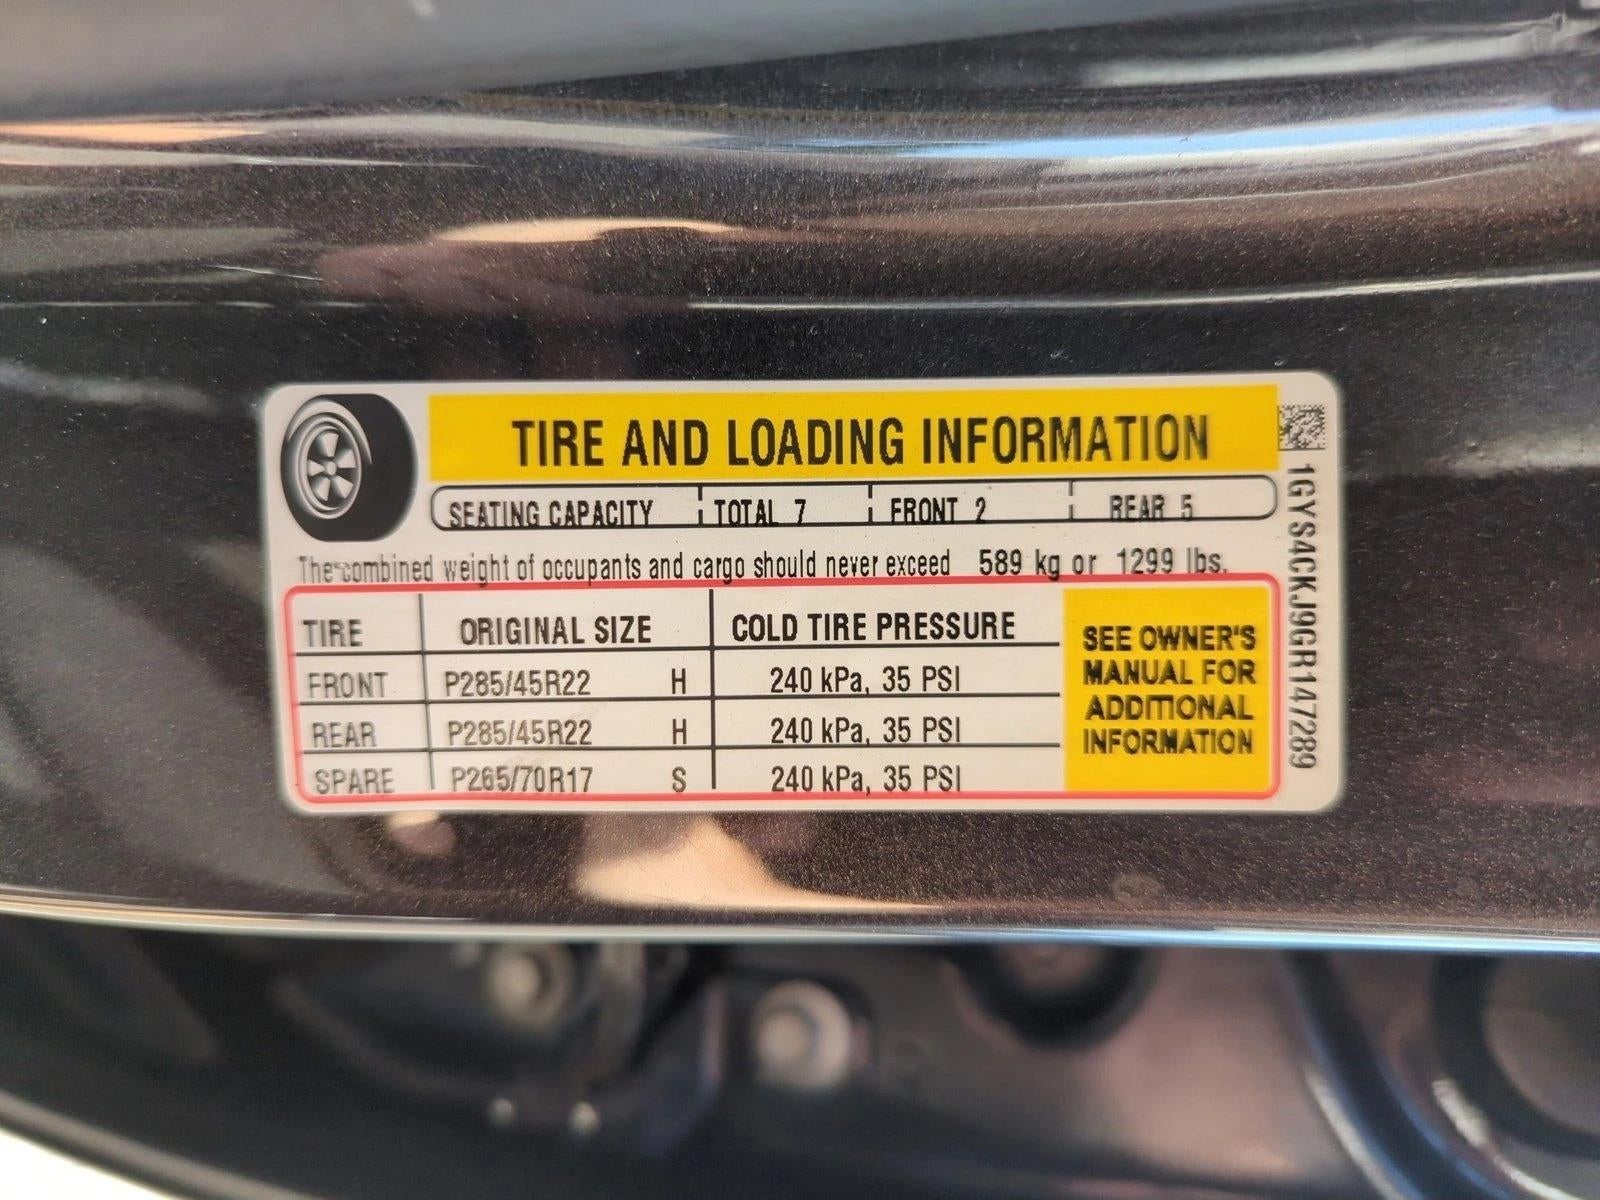 TIRE AND LOADING INFORMATION
SEATING CAPACITY TOTAL 7 FRONT 2 REAR 5
The combined weight of occupants and cargo should never exceed 589 kg or 1299 lbs.
TIRE ORIGINAL SIZE COLD TIRE PRESSURE
FRONT P285/45R22 H 240 kPa, 35 PSI
REAR P285/45R22 H 240 kPa, 35 PSI
SPARE P265/70R17 S 240 kPa, 35 PSI
SEE OWNER'S
MANUAL FOR
ADDITIONAL
INFORMATION
1GYS4CKJ9GR147289